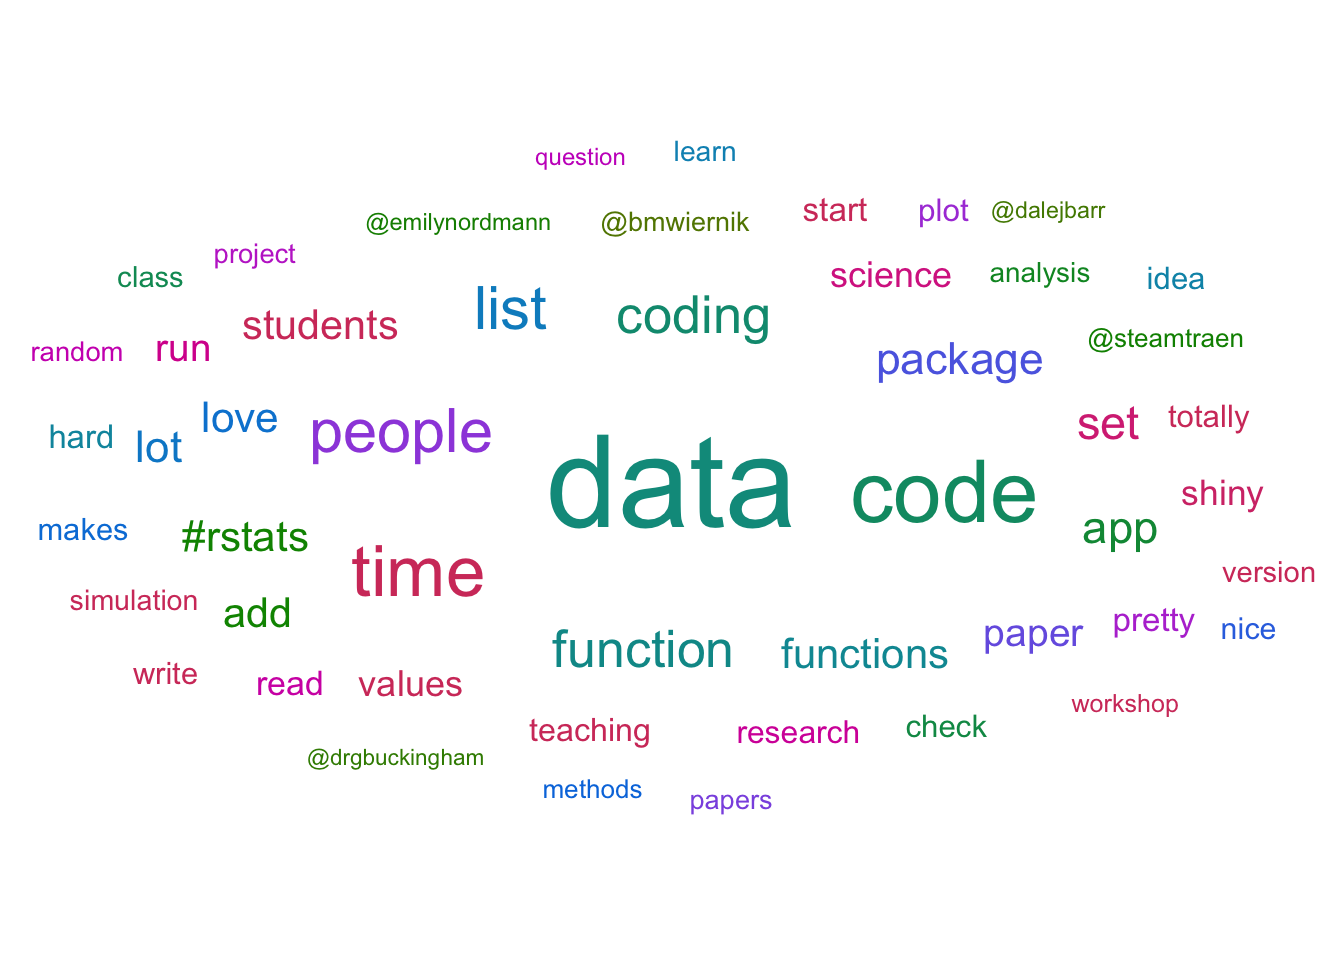 question
learn
@emilynordmann
@bmwiernik
start
plot
@dalejbarr
project
class
students
list
coding
science
analysis
idea
random
run
package
@steamtraen
hard
lot
love
people
data
code
set
totally
shiny
makes
#rstats
time
app
version
simulation
add
function
functions
paper
pretty
nice
write
read
values
teaching
research
check
workshop
@drgbuckingham
methods
papers